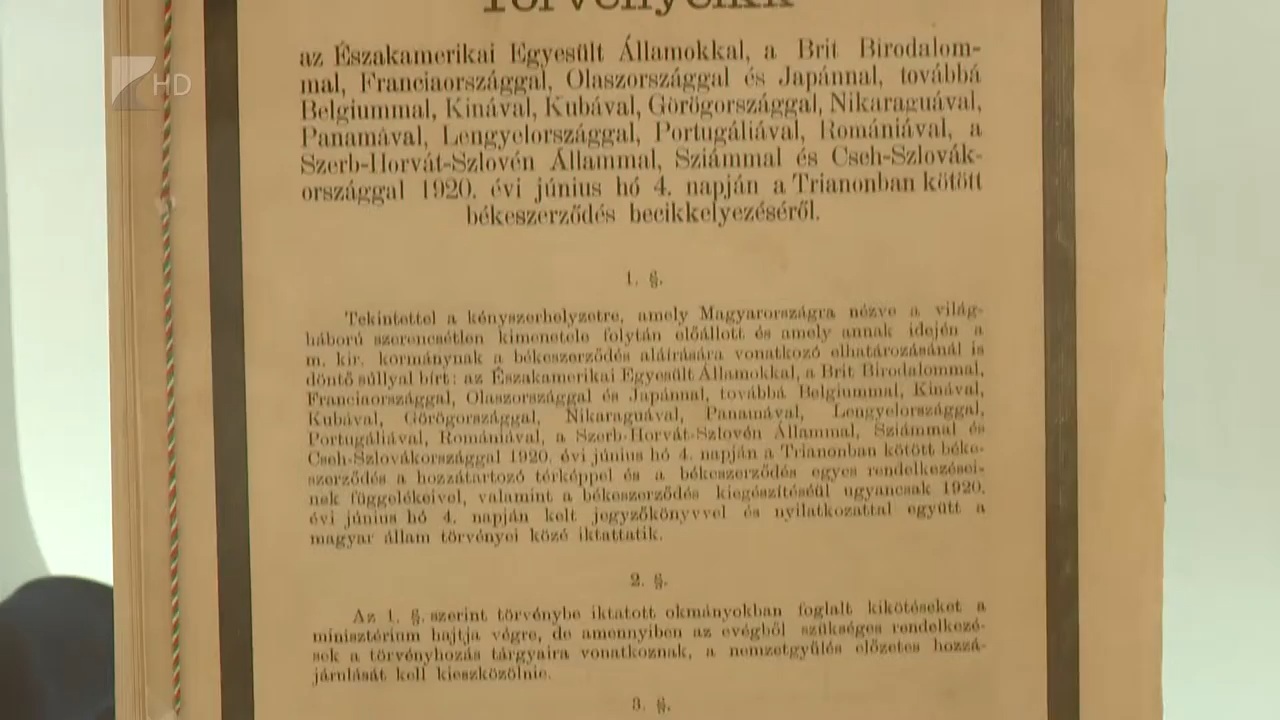 Törvénycikk
HD
az Északamerikai Egyesült Államokkal, a Brit Birodalom-
mal, Franciaországgal, Olaszországgal és Japánnal, továbbá
Belgiummal, Kinával, Kubával, Görögországgal, Nikaraguával,
Panamával, Lengyelországgal, Portugáliával, Romániával, a
Szerb-Horvát-Szlovén Állammal, Sziámmal és Cseh-Szlovák-
országgal 1920. évi június hó 4. napján a Trianonban kötött
békeszerződés becikkelyezéséről.
1. §.
Tekintettel a kényszerhelyzetre, amely Magyarországra nézve a világ-
háború szerencsétlen kimenetele folytán előállott és amely annak idején a
m. kir. kormánynak a békeszerződés aláírására vonatkozó elhatározásánál is
döntő súllyal bírt: az Északamerikai Egyesült Államokkal, a Brit Birodalommal,
Franciaországgal, Olaszországgal és Japánnal, továbbá Belgiummal, Kinával,
Kubával, Görögországgal, Nikaraguával, Panamával, Lengyelországgal,
Portugáliával, Romániával, a Szerb-Horvát-Szlovén Állammal, Sziámmal és
Cseh-Szlovákországgal 1920. évi június hó 4. napján a Trianonban kötött béke-
szerződés a hozzátartozó térképpel és a békeszerződés egyes rendelkezései-
nek függelékeivel, valamint a békeszerződés kiegészítéséül ugyancsak 1920.
évi június hó 4. napján kelt jegyzőkönyvvel és nyilatkozattal együtt a
magyar állam törvényei közé iktattatik.
2. §.
Az 1. §. szerint törvénybe iktatott okmányokban foglalt kikötéseket a
minisztérium hajtja végre, de amennyiben az evégből szükséges rendelkezé-
sek a törvényhozás tárgyaira vonatkoznak, a nemzetgyűlés előzetes hozzá-
járulását kell kieszközölnie.
3. §.